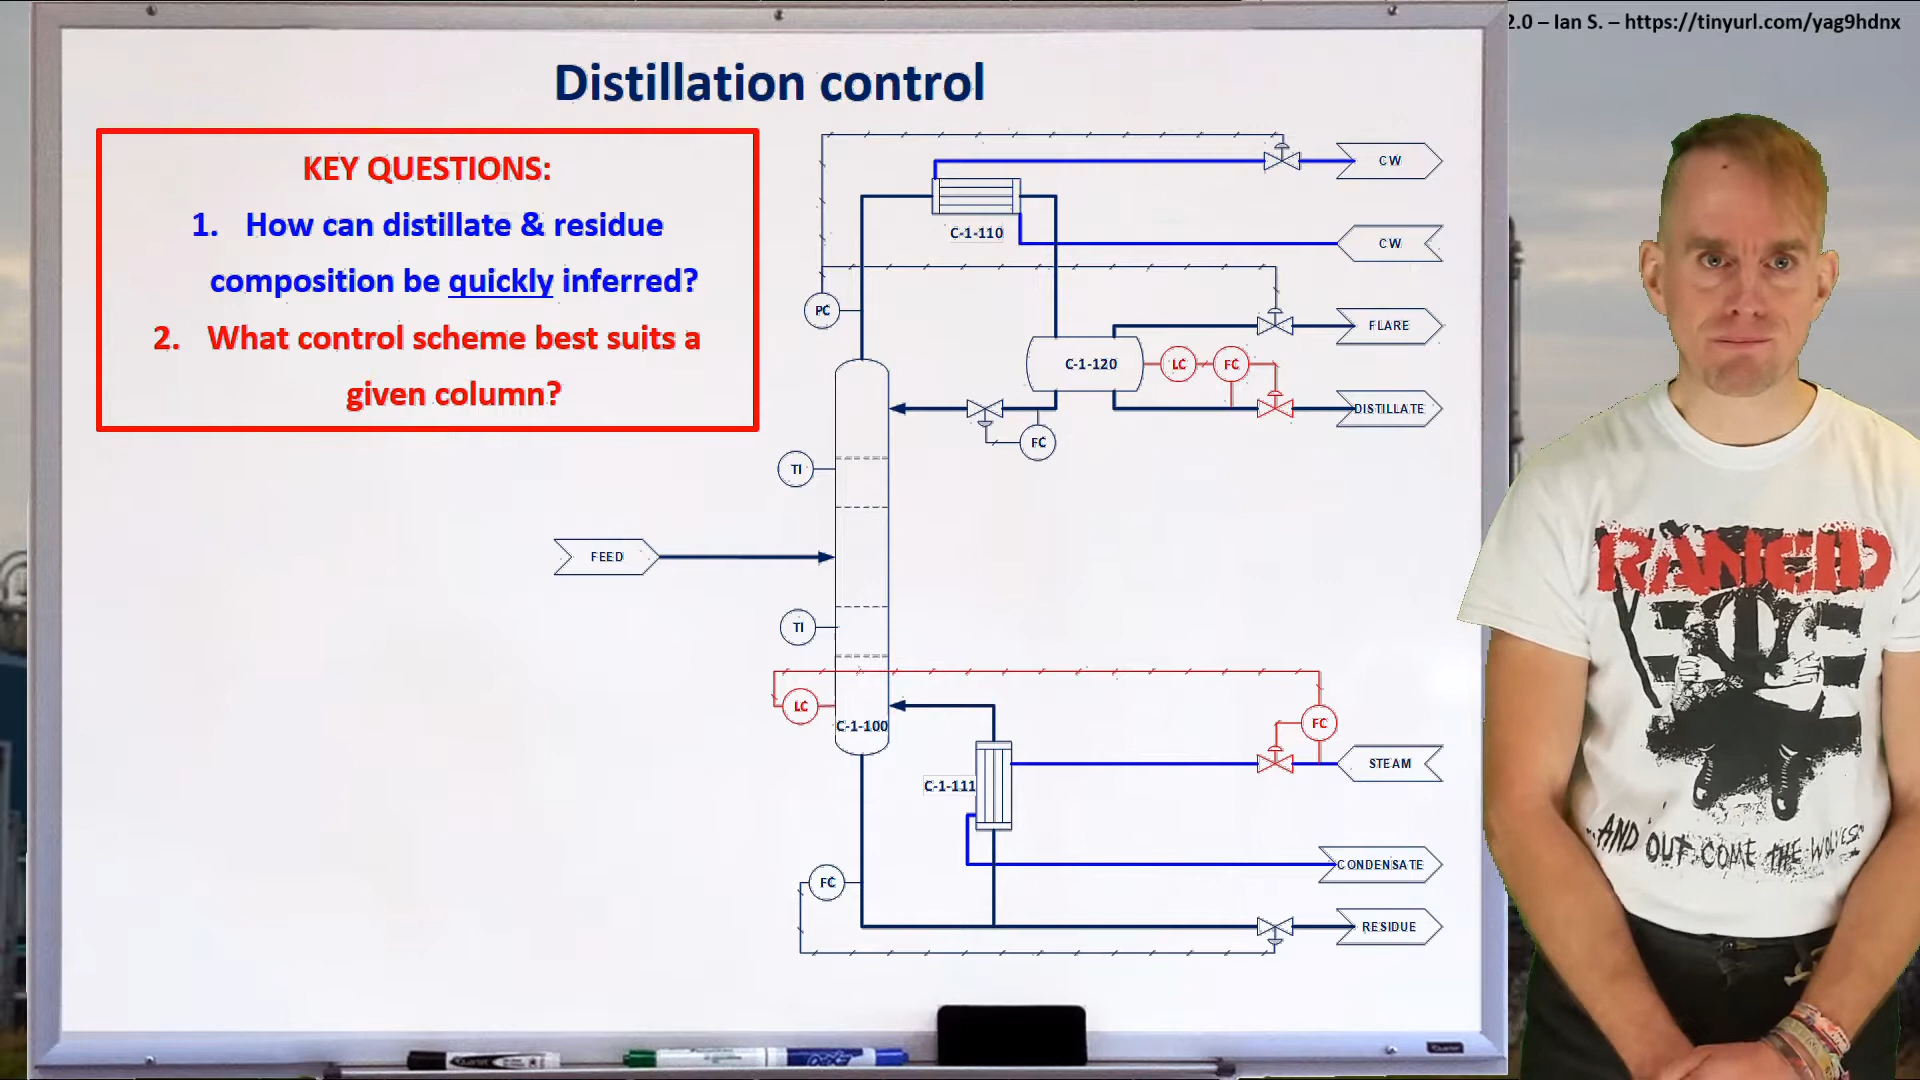 2.0 – Ian S. – https://tinyurl.com/yag9hdnx
Distillation control
KEY QUESTIONS:
1. How can distillate & residue
composition be quickly inferred?
2. What control scheme best suits a
given column?
CW
C-1-110
CW
PC
FLARE
C-1-120
LC
FC
DISTILLATE
FC
TI
FEED
TI
LC
C-1-100
FC
STEAM
C-1-111
CONDENSATE
FC
RESIDUE
RANCID
...AND OUT COME THE WOLVES